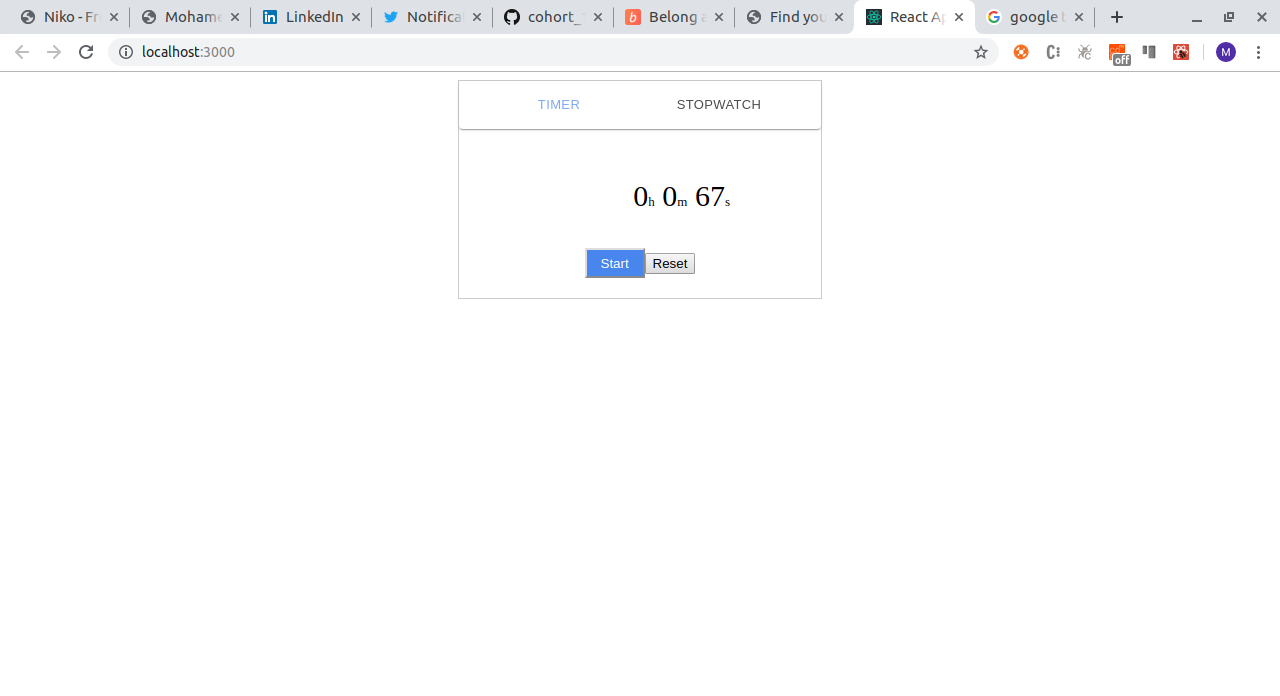 Niko - Fr Mohame LinkedIn Notifica cohort_ Belong a Find you React Ap google t
localhost:3000
off
M
TIMER STOPWATCH
0h 0m 67s
Start Reset